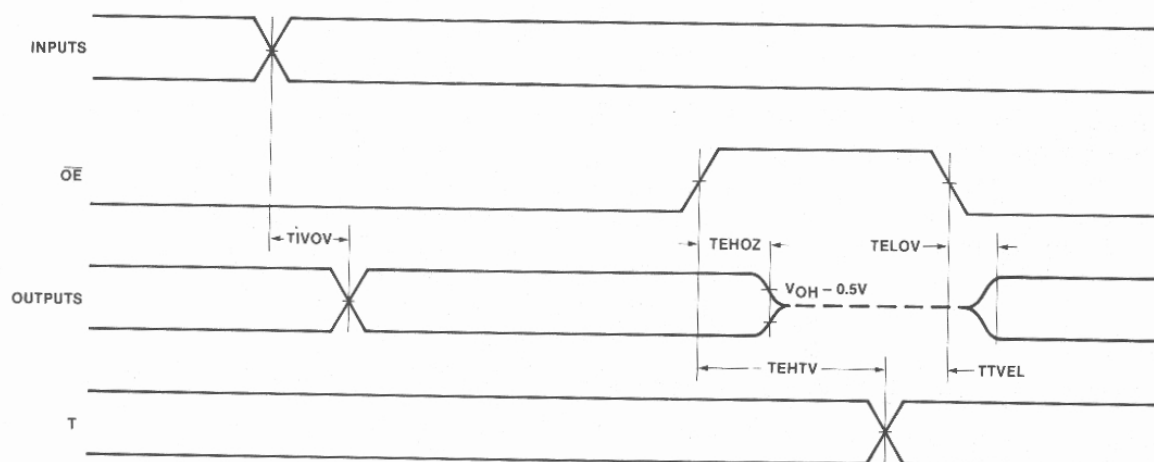 INPUTS
OE
TIVOV
TEHOZ
TELOV
OUTPUTS
VOH – 0.5V
TEHTV
TTVEL
T